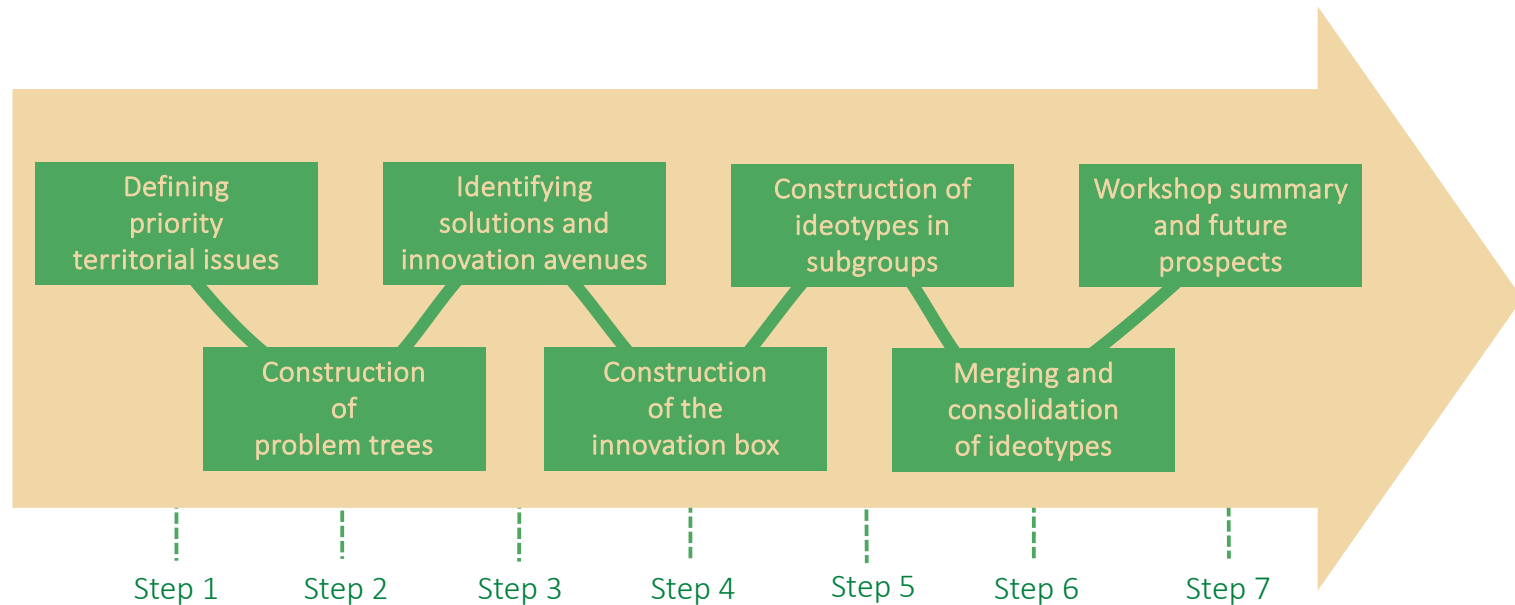 Defining
priority
territorial issues
Identifying
solutions and
innovation avenues
Construction of
ideotypes in
subgroups
Workshop summary
and future
prospects
Construction
of
problem trees
Construction
of the
innovation box
Merging and
consolidation
of ideotypes
Step 1
Step 2
Step 3
Step 4
Step 5
Step 6
Step 7